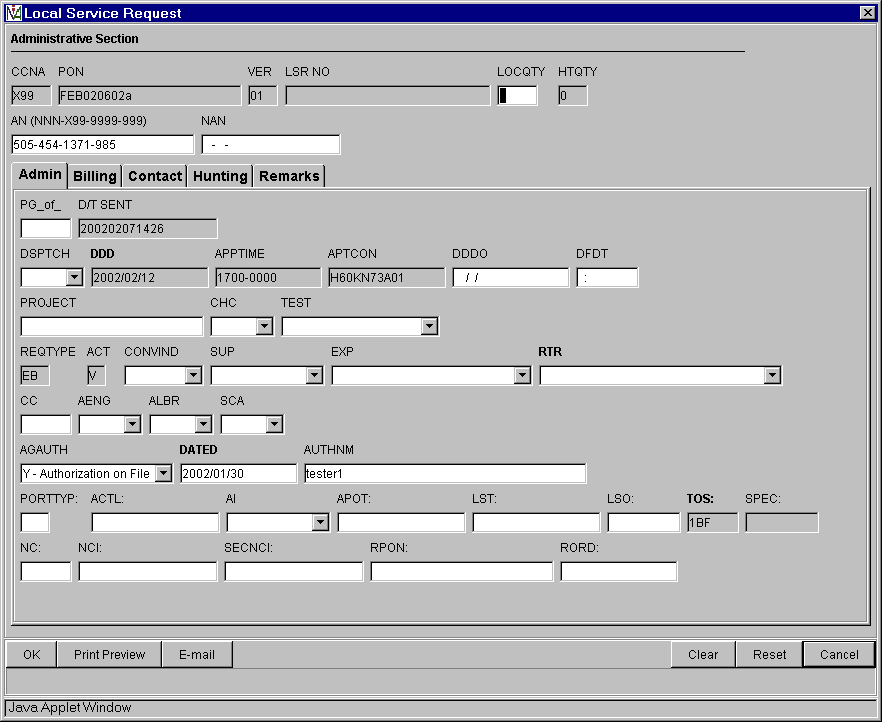 Local Service Request
Administrative Section
CCNA PON VER LSR NO LOCQTY HTQTY
X99 FEB020602a 01 0
AN (NNN-X99-9999-999) NAN
505-454-1371-985 - -
Admin Billing Contact Hunting Remarks
PG_of_ D/T SENT
200202071426
DSPTCH DDD APPTIME APTCON DDDO DFDT
2002/02/12 1700-0000 H60KN73A01 / / :
PROJECT CHC TEST
REQTYPE ACT CONVIND SUP EXP RTR
EB V
CC AENG ALBR SCA
AGAUTH DATED AUTHNM
Y - Authorization on File 2002/01/30 tester1
PORTTYP: ACTL: AI APOT: LST: LSO: TOS: SPEC:
1BF
NC: NCI: SECNCI: RPON: RORD:
OK Print Preview E-mail Clear Reset Cancel
Java Applet Window